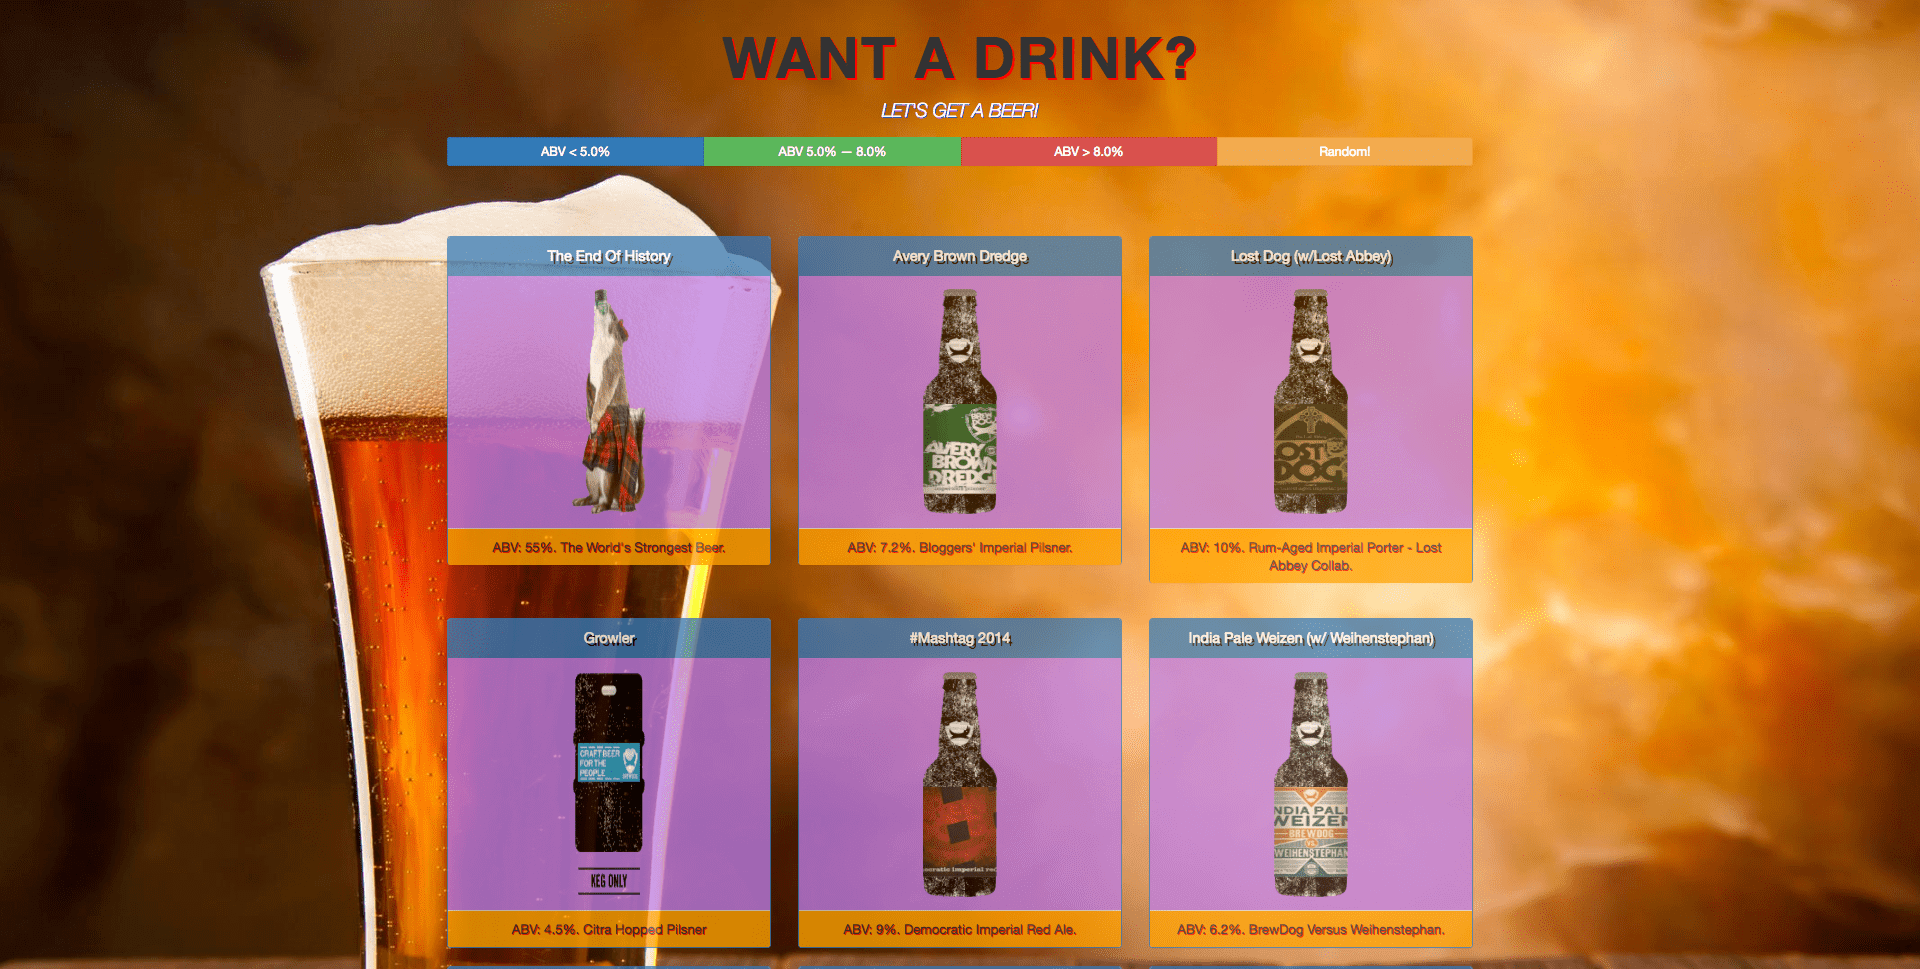 WANT A DRINK?
LET'S GET A BEER!
ABV < 5.0%
ABV 5.0% — 8.0%
ABV > 8.0%
Random!
The End Of History
Avery Brown Dredge
Lost Dog (w/Lost Abbey)
AVERY
BROWN
DREDGE
LOST
DOG
ABV: 55%. The World's Strongest Beer.
ABV: 7.2%. Bloggers' Imperial Pilsner.
ABV: 10%. Rum-Aged Imperial Porter - Lost
Abbey Collab.
Growler
#Mashtag 2014
India Pale Weizen (w/ Weihenstephan)
CRAFT BEER
FOR THE
PEOPLE
KEG ONLY
INDIA PALE
WEIZEN
BREWDOG
VS.
WEIHENSTEPHAN
ABV: 4.5%. Citra Hopped Pilsner
ABV: 9%. Democratic Imperial Red Ale.
ABV: 6.2%. BrewDog Versus Weihenstephan.